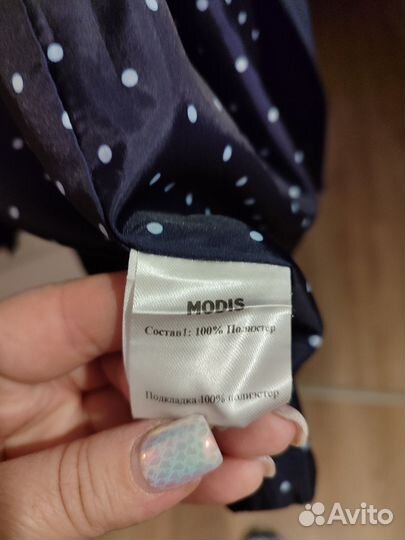 MODIS
Состав1: 100% Полиэстер
Подкладка-100% полиэстер
Avito